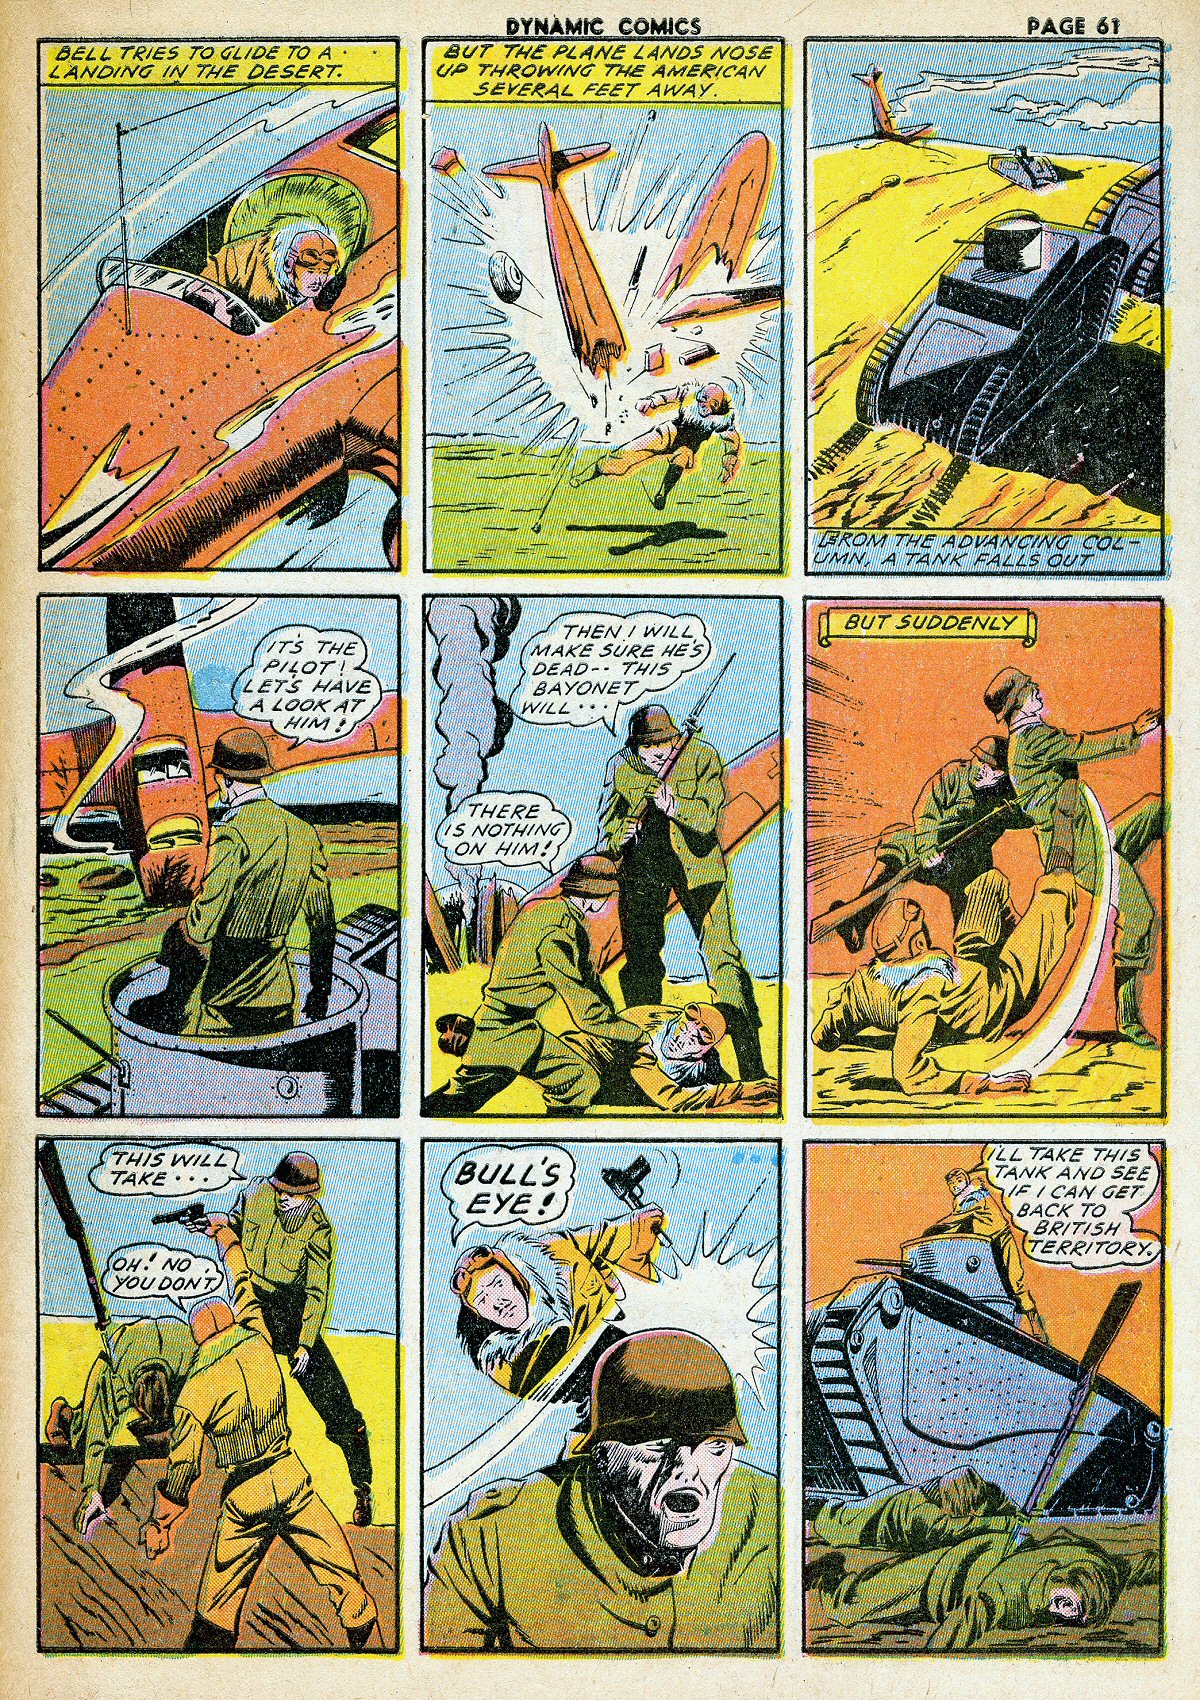 DYNAMIC COMICS
PAGE 61
BELL TRIES TO GLIDE TO A
LANDING IN THE DESERT.
BUT THE PLANE LANDS NOSE
UP THROWING THE AMERICAN
SEVERAL FEET AWAY.
FROM THE ADVANCING COL-
UMN, A TANK FALLS OUT
IT'S THE
PILOT!
LET'S HAVE
A LOOK AT
HIM!
THEN I WILL
MAKE SURE HE'S
DEAD-- THIS
BAYONET
WILL...
THERE
IS NOTHING
ON HIM!
BUT SUDDENLY
THIS WILL
TAKE...
OH! NO
YOU DON'T,
BULL'S
EYE!
I'LL TAKE THIS
TANK AND SEE
IF I CAN GET
BACK TO
BRITISH
TERRITORY.